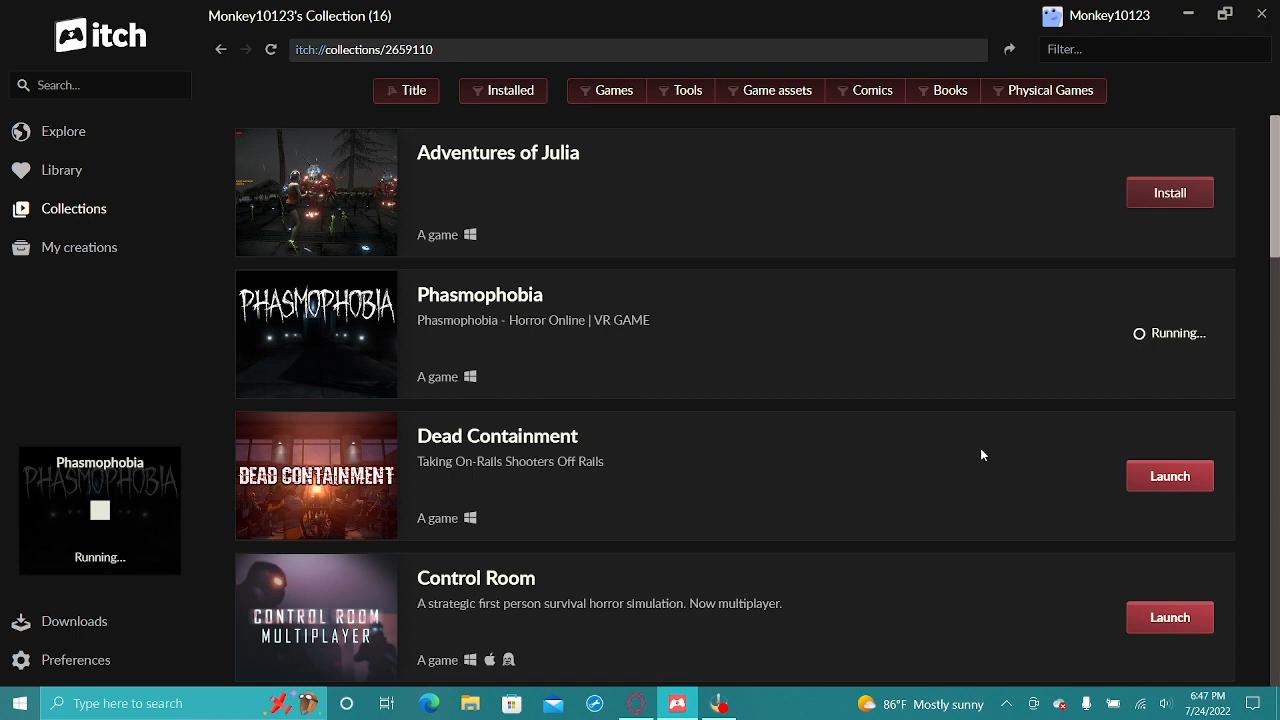 Monkey10123's Collection (16)
Monkey10123
itch
itch://collections/2659110
Filter...
Search...
Title
Installed
Games
Tools
Game assets
Comics
Books
Physical Games
Explore
Library
Collections
My creations
Adventures of Julia
A game
Install
PHASMOPHOBIA
Phasmophobia
Phasmophobia - Horror Online | VR GAME
A game
Running...
DEAD CONTAINMENT
Dead Containment
Taking On-Rails Shooters Off Rails
A game
Launch
CONTROL ROOM
MULTIPLAYER
Control Room
A strategic first person survival horror simulation. Now multiplayer.
A game
Launch
Phasmophobia
PHASMOPHOBIA
Running...
Downloads
Preferences
Type here to search
86°F Mostly sunny
6:47 PM
7/24/2022